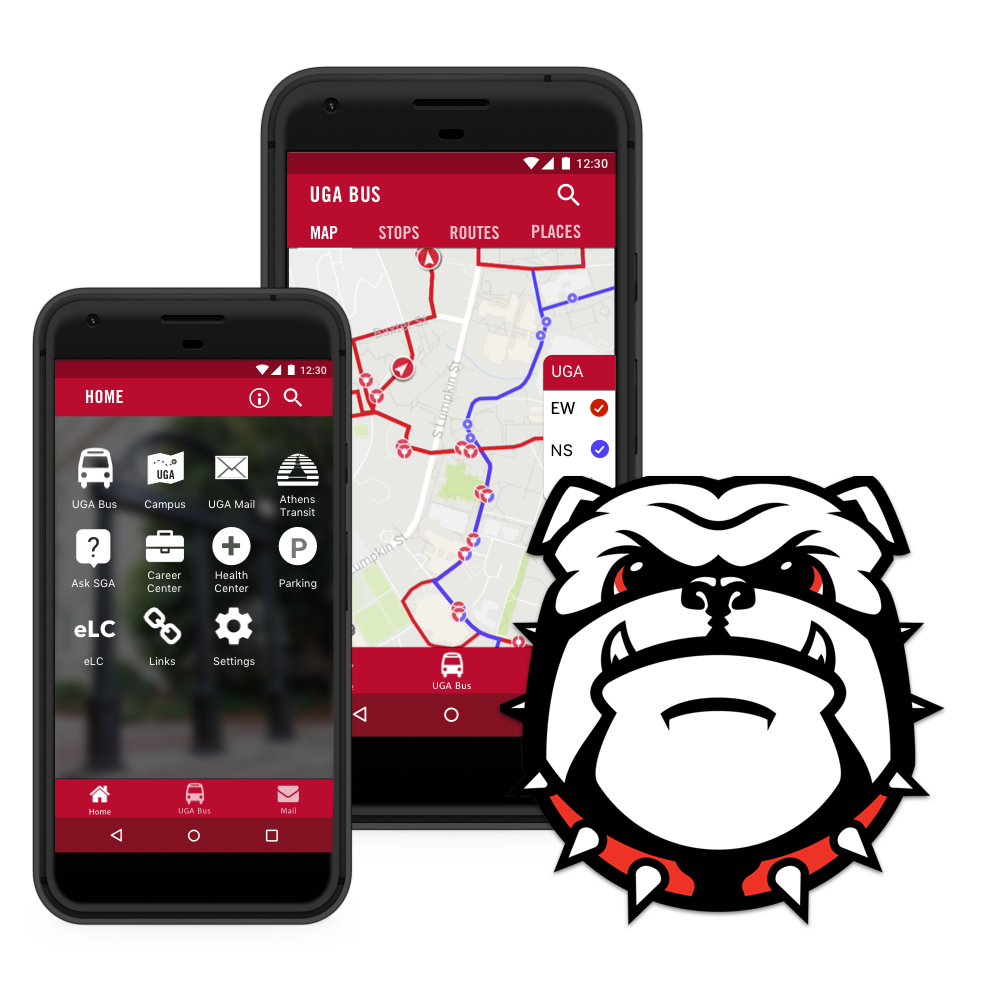 12:30
UGA BUS
MAP STOPS ROUTES PLACES
Baxter St
S Lumpkin St
UGA
EW
NS
umpkin St
e
UGA Bus
12:30
HOME
UGA
UGA Bus Campus UGA Mail Athens
Transit
?
P
Ask SGA Career
Center Health
Center Parking
eLC
eLC Links Settings
Home UGA Bus Mail